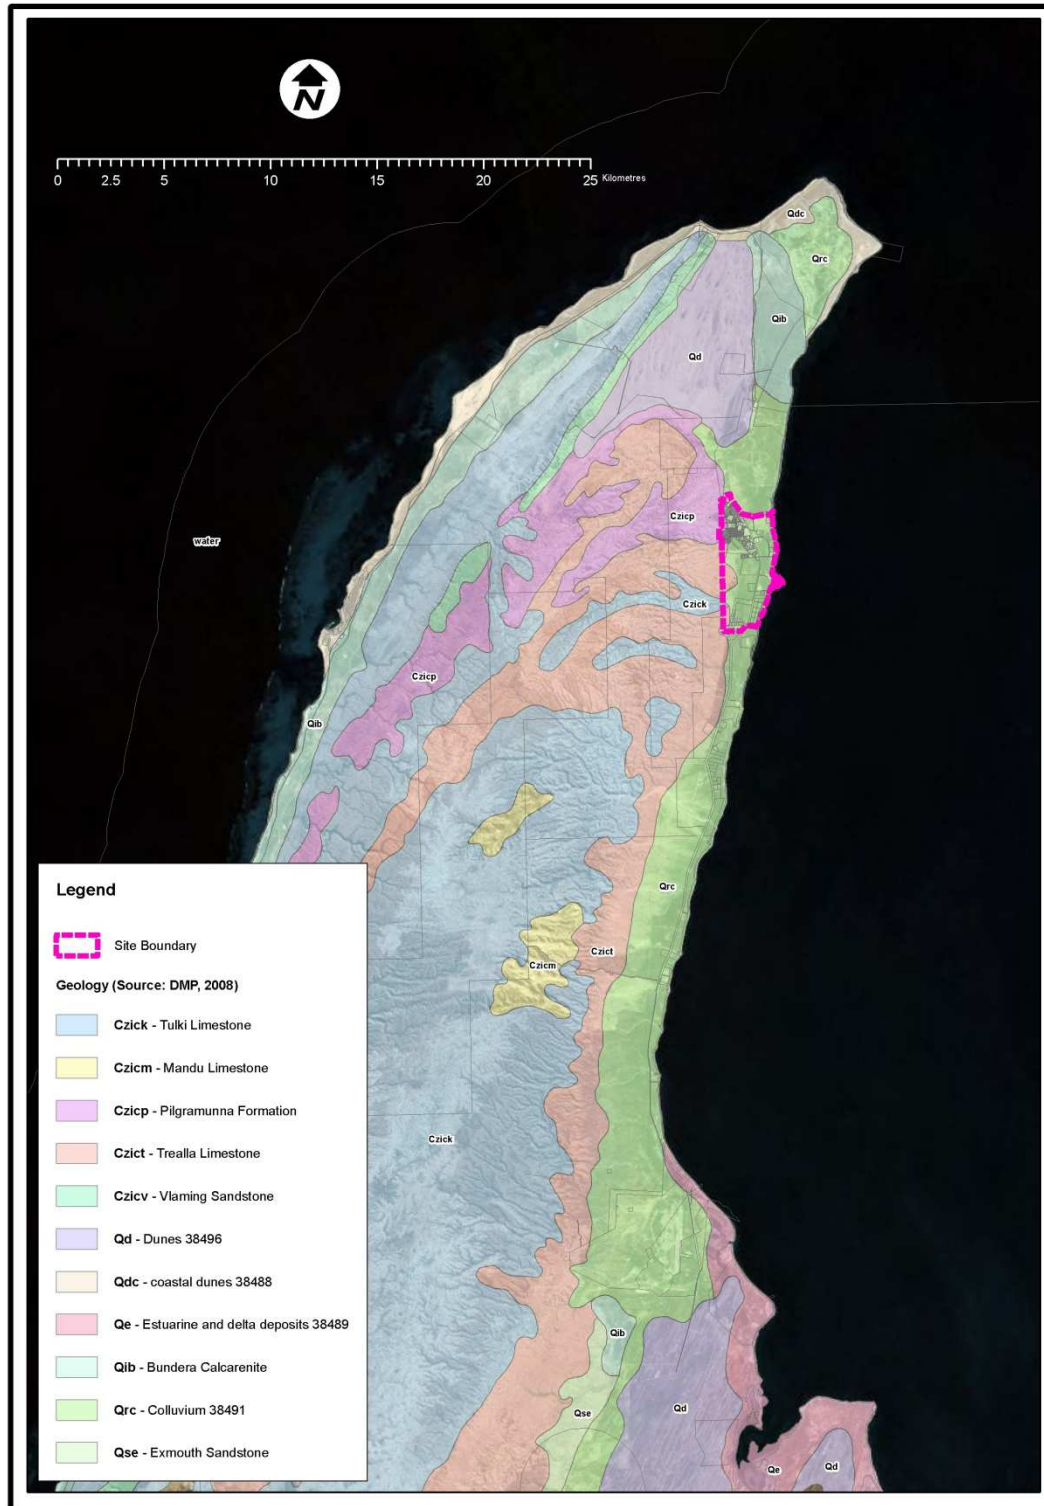 N
0 2.5 5 10 15 20 25 Kilometres
Qdc
Qrc
Qib
Qd
Czicp
water
Czick
Czicp
Qib
Qrc
Czict
Czicm
Czick
Qib
Qse
Qd
Qe
Qd
Legend
Site Boundary
Geology (Source: DMP, 2008)
Czick - Tulki Limestone
Czicm - Mandu Limestone
Czicp - Pilgramunna Formation
Czict - Trealla Limestone
Czicv - Vlaming Sandstone
Qd - Dunes 38496
Qdc - coastal dunes 38488
Qe - Estuarine and delta deposits 38489
Qib - Bundera Calcarenite
Qrc - Colluvium 38491
Qse - Exmouth Sandstone